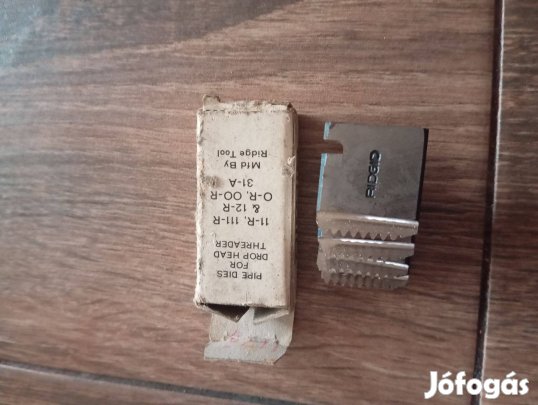 PIPE DIES
FOR
DROP HEAD
THREADER
11-R, 111-R
& 12-R
O-R, OO-R
31-A
Mfd By
Ridge Tool
RIDGID
Jófogás